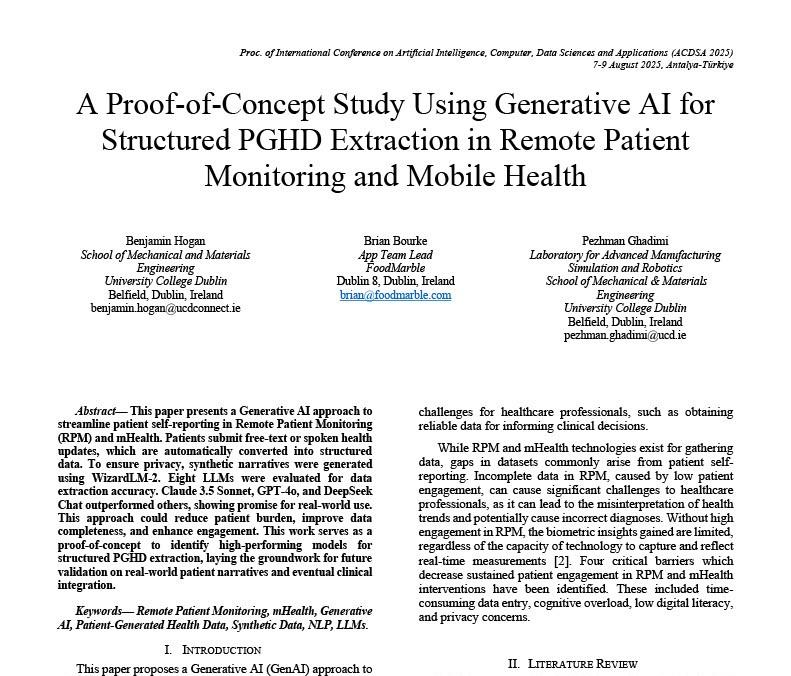 Proc. of International Conference on Artificial Intelligence, Computer, Data Sciences and Applications (ACDSA 2025)
7-9 August 2025, Antalya-Türkiye
A Proof-of-Concept Study Using Generative AI for
Structured PGHD Extraction in Remote Patient
Monitoring and Mobile Health
Benjamin Hogan
School of Mechanical and Materials
Engineering
University College Dublin
Belfield, Dublin, Ireland
benjamin.hogan@ucdconnect.ie
Brian Bourke
App Team Lead
FoodMarble
Dublin 8, Dublin, Ireland
brian@foodmarble.com
Pezhman Ghadimi
Laboratory for Advanced Manufacturing
Simulation and Robotics
School of Mechanical & Materials
Engineering
University College Dublin
Belfield, Dublin, Ireland
pezhman.ghadimi@ucd.ie
Abstract— This paper presents a Generative AI approach to
streamline patient self-reporting in Remote Patient Monitoring
(RPM) and mHealth. Patients submit free-text or spoken health
updates, which are automatically converted into structured
data. To ensure privacy, synthetic narratives were generated
using WizardLM-2. Eight LLMs were evaluated for data
extraction accuracy. Claude 3.5 Sonnet, GPT-4o, and DeepSeek
Chat outperformed others, showing promise for real-world use.
This approach could reduce patient burden, improve data
completeness, and enhance engagement. This work serves as a
proof-of-concept to identify high-performing models for
structured PGHD extraction, laying the groundwork for future
validation on real-world patient narratives and eventual clinical
integration.
Keywords— Remote Patient Monitoring, mHealth, Generative
AI, Patient-Generated Health Data, Synthetic Data, NLP, LLMs.
I. INTRODUCTION
This paper proposes a Generative AI (GenAI) approach to
challenges for healthcare professionals, such as obtaining
reliable data for informing clinical decisions.
While RPM and mHealth technologies exist for gathering
data, gaps in datasets commonly arise from patient self-
reporting. Incomplete data in RPM, caused by low patient
engagement, can cause significant challenges to healthcare
professionals, as it can lead to the misinterpretation of health
trends and potentially cause incorrect diagnoses. Without high
engagement in RPM, the biometric insights gained are limited,
regardless of the capacity of technology to capture and reflect
real-time measurements [2]. Four critical barriers which
decrease sustained patient engagement in RPM and mHealth
interventions have been identified. These included time-
consuming data entry, cognitive overload, low digital literacy,
and privacy concerns.
II. LITERATURE REVIEW